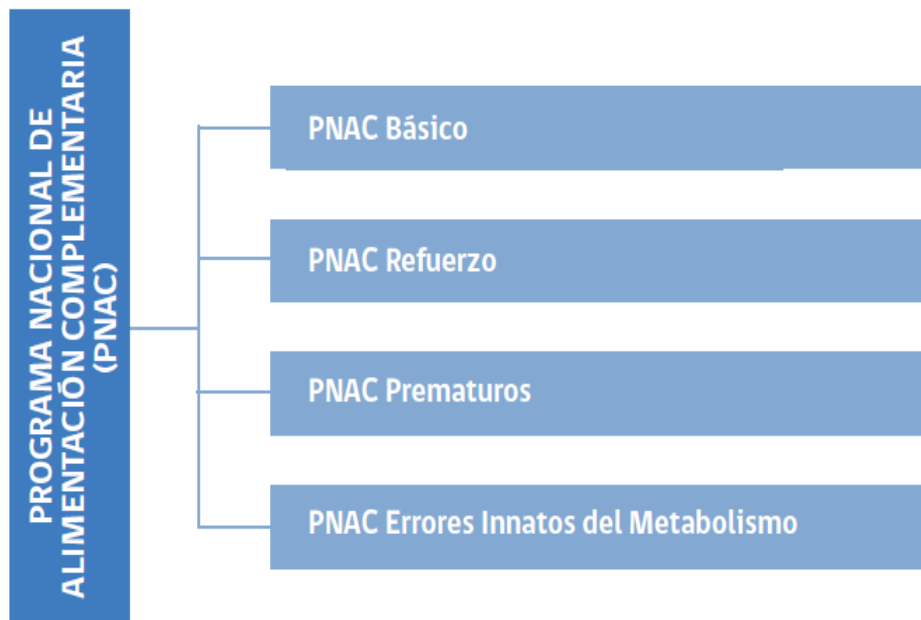 PROGRAMA NACIONAL DE
ALIMENTACIÓN COMPLEMENTARIA
(PNAC)
PNAC Básico
PNAC Refuerzo
PNAC Prematuros
PNAC Errores Innatos del Metabolismo